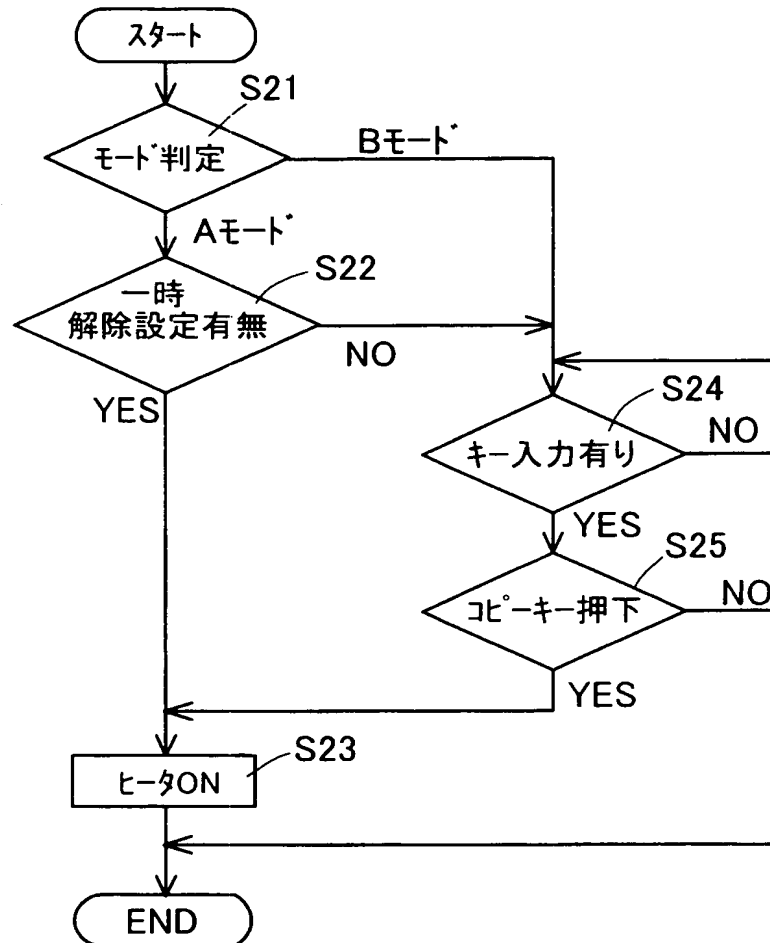 スタート
S21
モード判定
Bモード
Aモード
S22
一時
解除設定有無
NO
YES
S24
キー入力有り
NO
YES
S25
コピーキー押下
NO
YES
S23
ヒータON
END